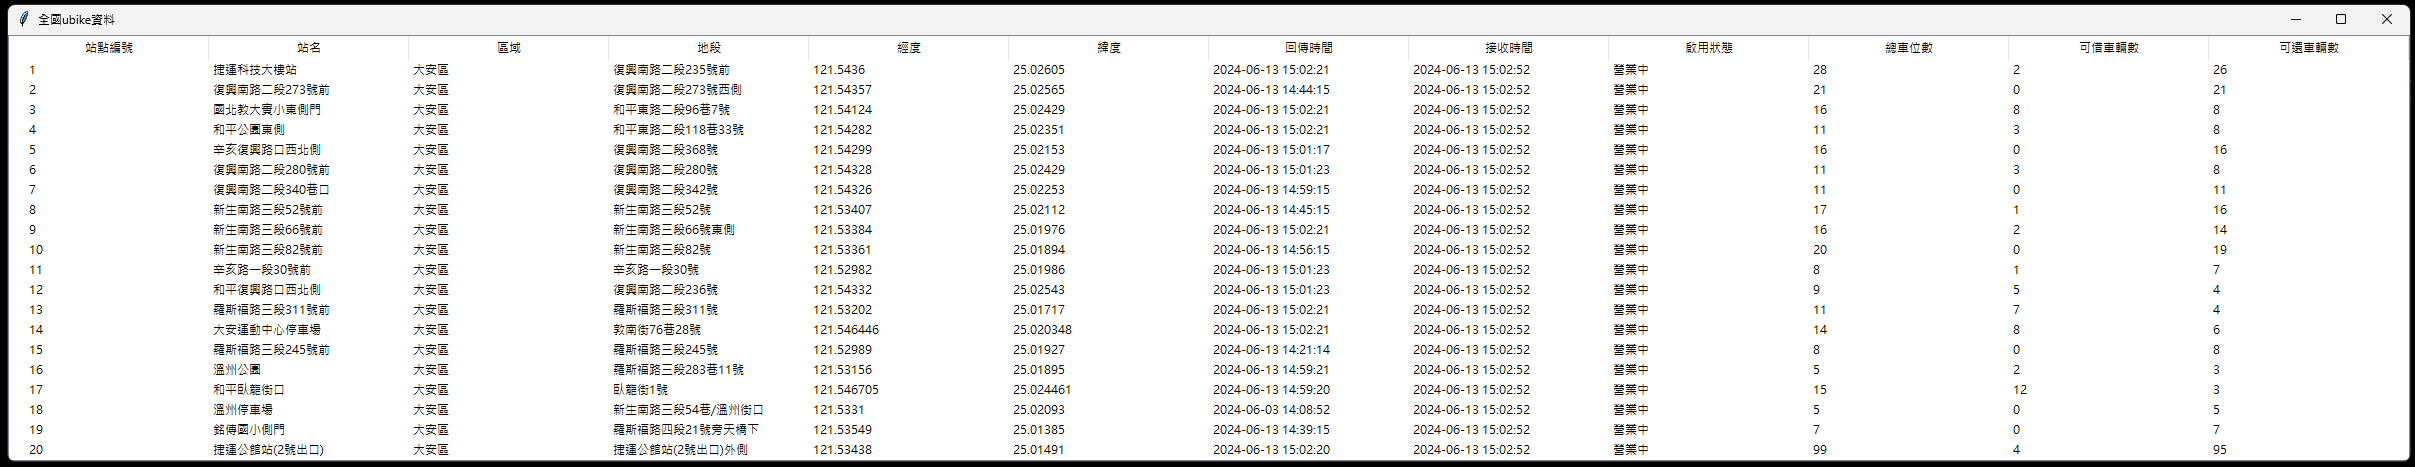 全國ubike資料
站點編號 站名 區域 地段 經度 緯度 回傳時間 接收時間 啟用狀態 總車位數 可借車輛數 可還車輛數
1 捷運科技大樓站 大安區 復興南路二段235號前 121.5436 25.02605 2024-06-13 15:02:21 2024-06-13 15:02:52 營業中 28 2 26
2 復興南路二段273號前 大安區 復興南路二段273號西側 121.54357 25.02565 2024-06-13 14:44:15 2024-06-13 15:02:52 營業中 21 0 21
3 國北教大實小東側門 大安區 和平東路二段96巷7號 121.54124 25.02429 2024-06-13 15:02:21 2024-06-13 15:02:52 營業中 16 8 8
4 和平公園東側 大安區 和平東路二段118巷33號 121.54282 25.02351 2024-06-13 15:02:21 2024-06-13 15:02:52 營業中 11 3 8
5 辛亥復興路口西北側 大安區 復興南路二段368號 121.54299 25.02153 2024-06-13 15:01:17 2024-06-13 15:02:52 營業中 16 0 16
6 復興南路二段280號前 大安區 復興南路二段280號 121.54328 25.02429 2024-06-13 15:01:23 2024-06-13 15:02:52 營業中 11 3 8
7 復興南路二段340巷口 大安區 復興南路二段342號 121.54326 25.02253 2024-06-13 14:59:15 2024-06-13 15:02:52 營業中 11 0 11
8 新生南路三段52號前 大安區 新生南路三段52號 121.53407 25.02112 2024-06-13 14:45:15 2024-06-13 15:02:52 營業中 17 1 16
9 新生南路三段66號前 大安區 新生南路三段66號東側 121.53384 25.01976 2024-06-13 15:02:21 2024-06-13 15:02:52 營業中 16 2 14
10 新生南路三段82號前 大安區 新生南路三段82號 121.53361 25.01894 2024-06-13 14:56:15 2024-06-13 15:02:52 營業中 20 0 19
11 辛亥路一段30號前 大安區 辛亥路一段30號 121.52982 25.01986 2024-06-13 15:01:23 2024-06-13 15:02:52 營業中 8 1 7
12 和平復興路口西北側 大安區 復興南路二段236號 121.54332 25.02543 2024-06-13 15:01:23 2024-06-13 15:02:52 營業中 9 5 4
13 羅斯福路三段311號前 大安區 羅斯福路三段311號 121.53202 25.01717 2024-06-13 15:02:21 2024-06-13 15:02:52 營業中 11 7 4
14 大安運動中心停車場 大安區 敦南街76巷28號 121.546446 25.020348 2024-06-13 15:02:21 2024-06-13 15:02:52 營業中 14 8 6
15 羅斯福路三段245號前 大安區 羅斯福路三段245號 121.52989 25.01927 2024-06-13 14:21:14 2024-06-13 15:02:52 營業中 8 0 8
16 溫州公園 大安區 羅斯福路三段283巷11號 121.53156 25.01895 2024-06-13 14:59:21 2024-06-13 15:02:52 營業中 5 2 3
17 和平臥龍街口 大安區 臥龍街1號 121.546705 25.024461 2024-06-13 14:59:20 2024-06-13 15:02:52 營業中 15 12 3
18 溫州停車場 大安區 新生南路三段54巷/溫州街口 121.5331 25.02093 2024-06-03 14:08:52 2024-06-13 15:02:52 營業中 5 0 5
19 銘傳國小側門 大安區 羅斯福路四段21號旁天橋下 121.53549 25.01385 2024-06-13 14:39:15 2024-06-13 15:02:52 營業中 7 0 7
20 捷運公館站(2號出口) 大安區 捷運公館站(2號出口)外側 121.53438 25.01491 2024-06-13 15:02:20 2024-06-13 15:02:52 營業中 99 4 95